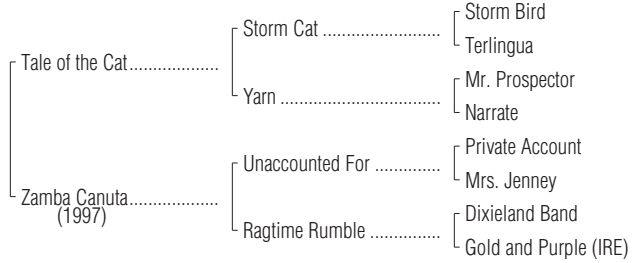 Storm Bird
Storm Cat ........................
Terlingua
Tale of the Cat...................
Mr. Prospector
Yarn .................................
Narrate
Private Account
Unaccounted For ..............
Mrs. Jenney
Zamba Canuta...................
(1997)
Dixieland Band
Ragtime Rumble ...............
Gold and Purple (IRE)